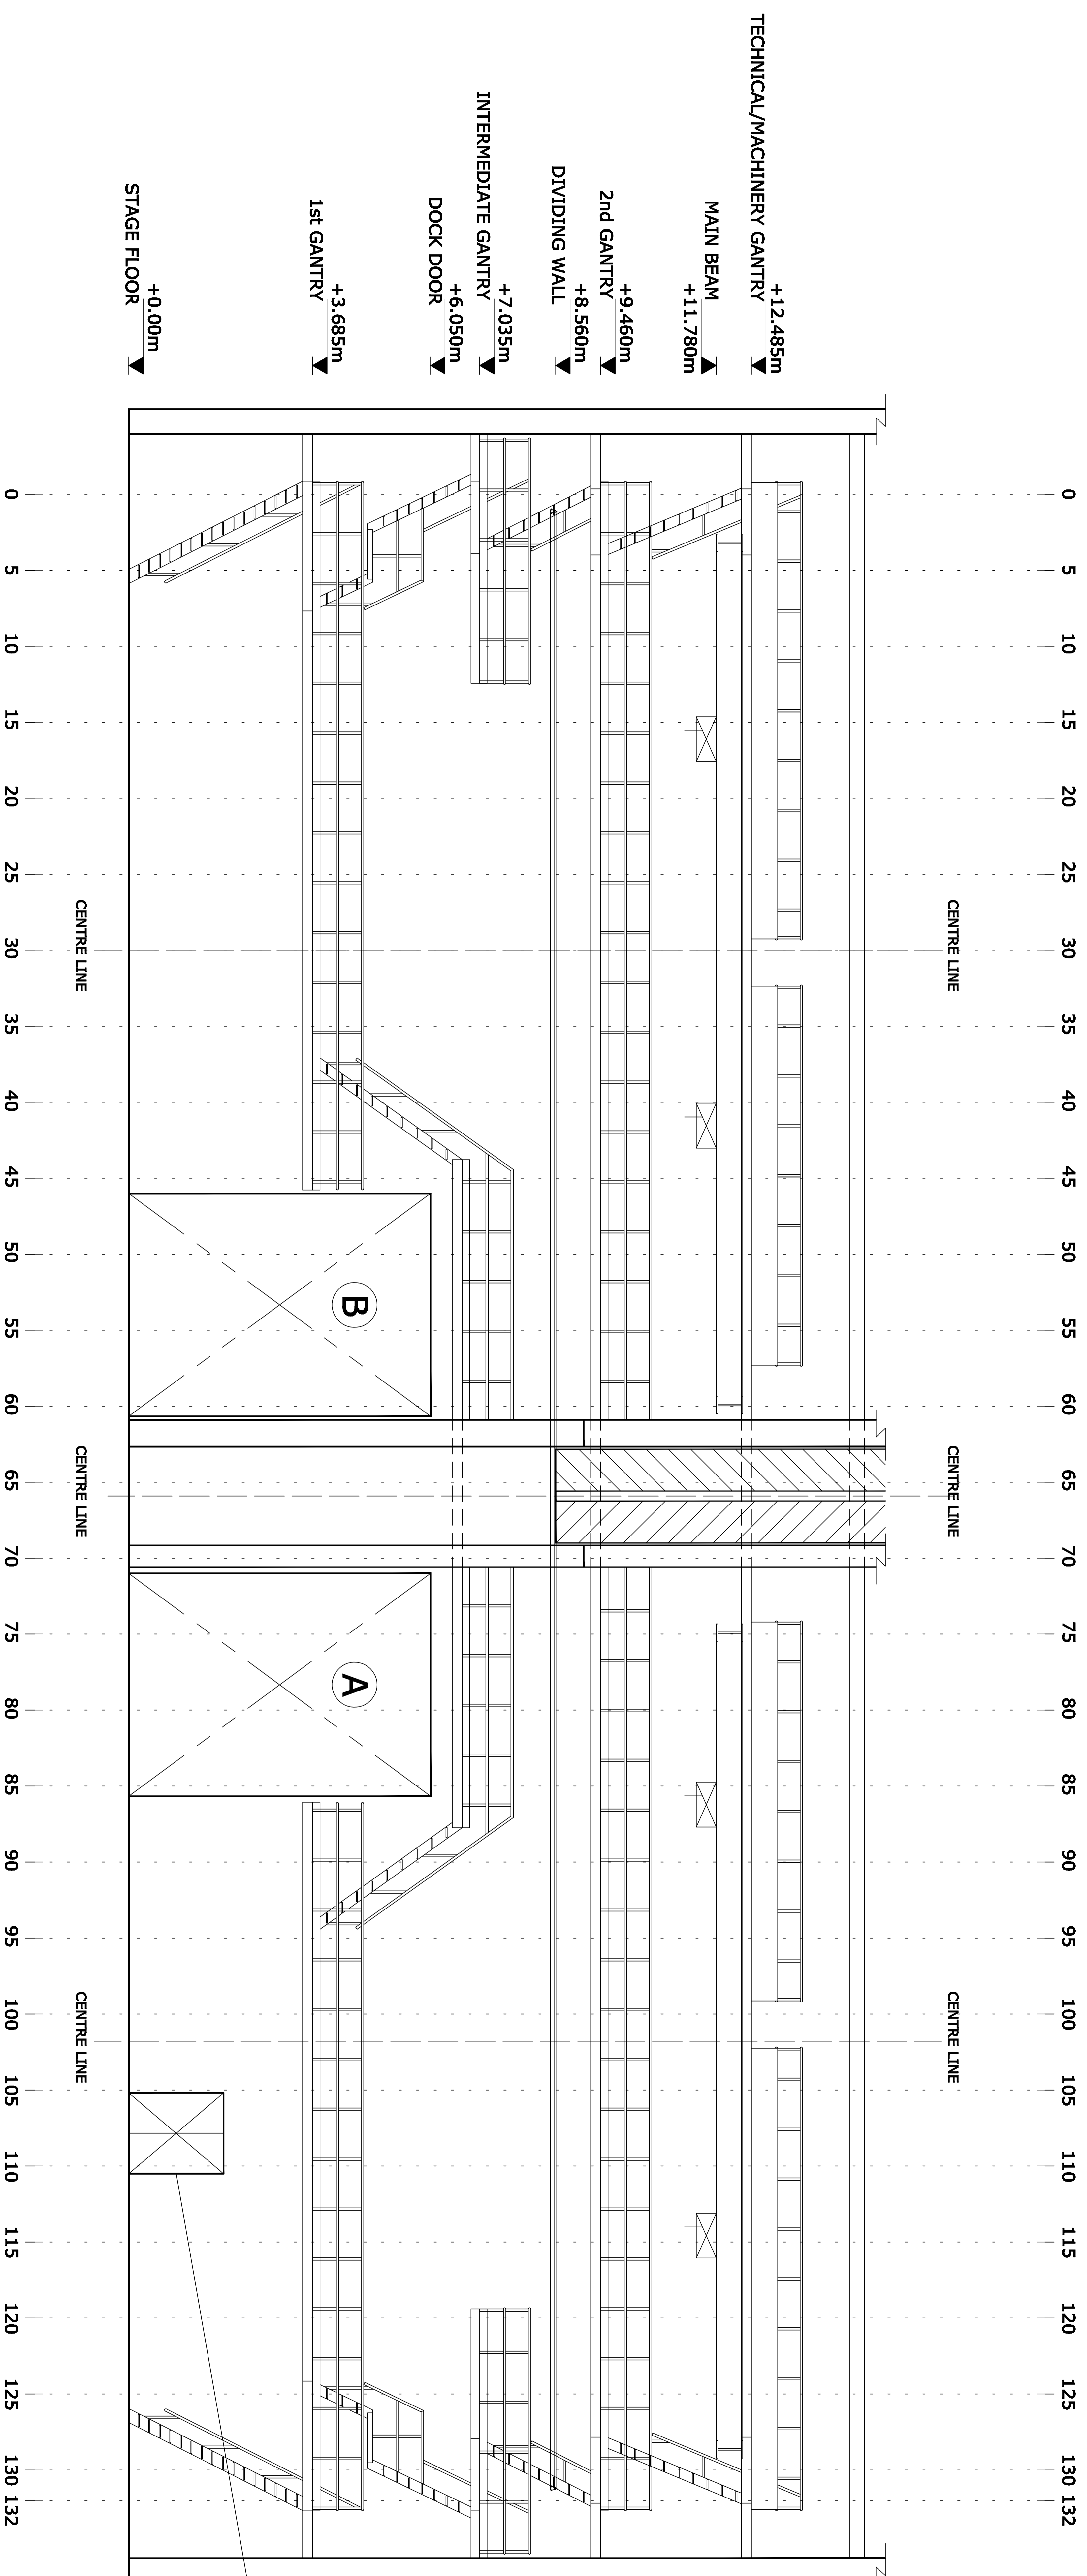 TECHNICAL/MACHINERY GANTRY
+12.485m
MAIN BEAM
+11.780m
2nd GANTRY
+9.460m
DIVIDING WALL
+8.560m
INTERMEDIATE GANTRY
+7.035m
DOCK DOOR
+6.050m
1st GANTRY
+3.685m
STAGE FLOOR
+0.00m
0 5 10 15 20 25 30 35 40 45 50 55 60 65 70 75 80 85 90 95 100 105 110 115 120 125 130 132
CENTRE LINE CENTRE LINE CENTRE LINE
B A
CENTRE LINE CENTRE LINE CENTRE LINE
0 5 10 15 20 25 30 35 40 45 50 55 60 65 70 75 80 85 90 95 100 105 110 115 120 125 130 132